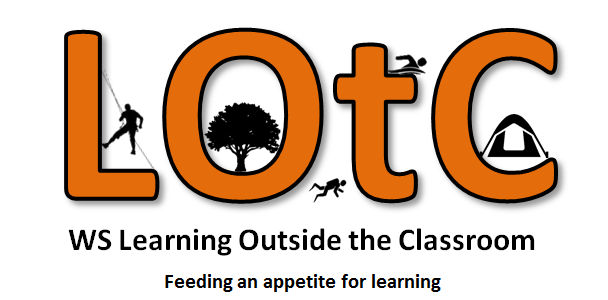 LOtC
WS Learning Outside the Classroom
Feeding an appetite for learning